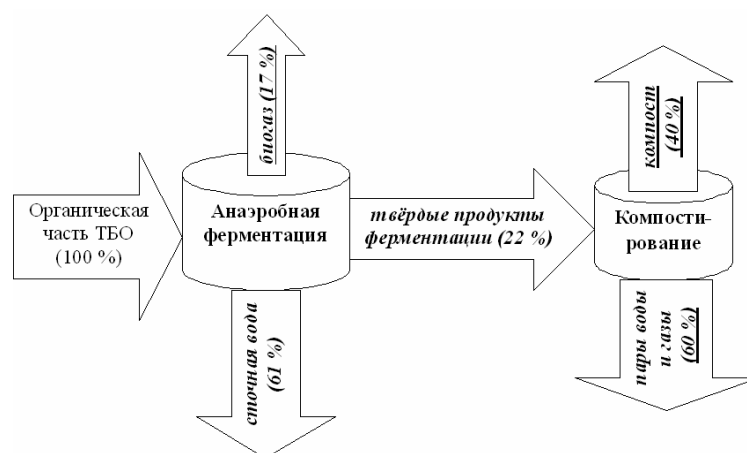 Органическая
часть ТБО
(100 %)
биогаз (17 %)
Анаэробная
ферментация
сточная вода
(61 %)
твёрдые продукты
ферментации (22 %)
компост
(40 %)
Компости-
рование
пары воды
и газы
(60 %)